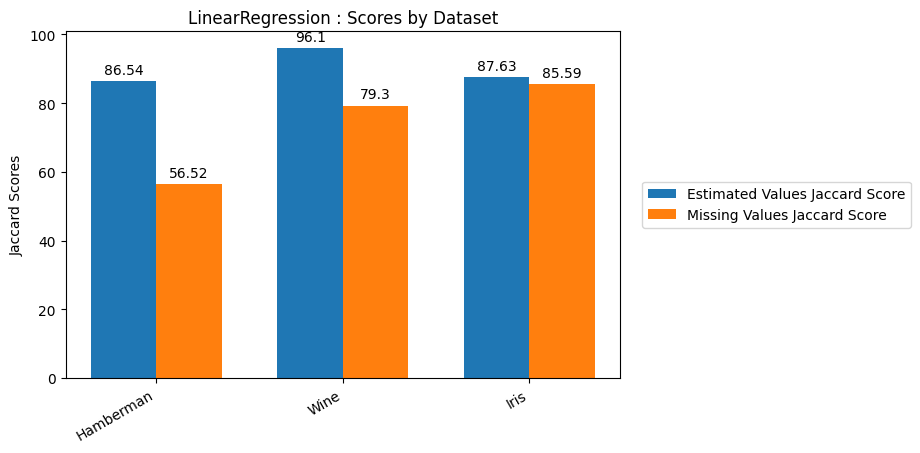 LinearRegression : Scores by Dataset
Jaccard Scores
100
80
60
40
20
0
86.54
56.52
96.1
79.3
87.63
85.59
Hamberman
Wine
Iris
Estimated Values Jaccard Score
Missing Values Jaccard Score